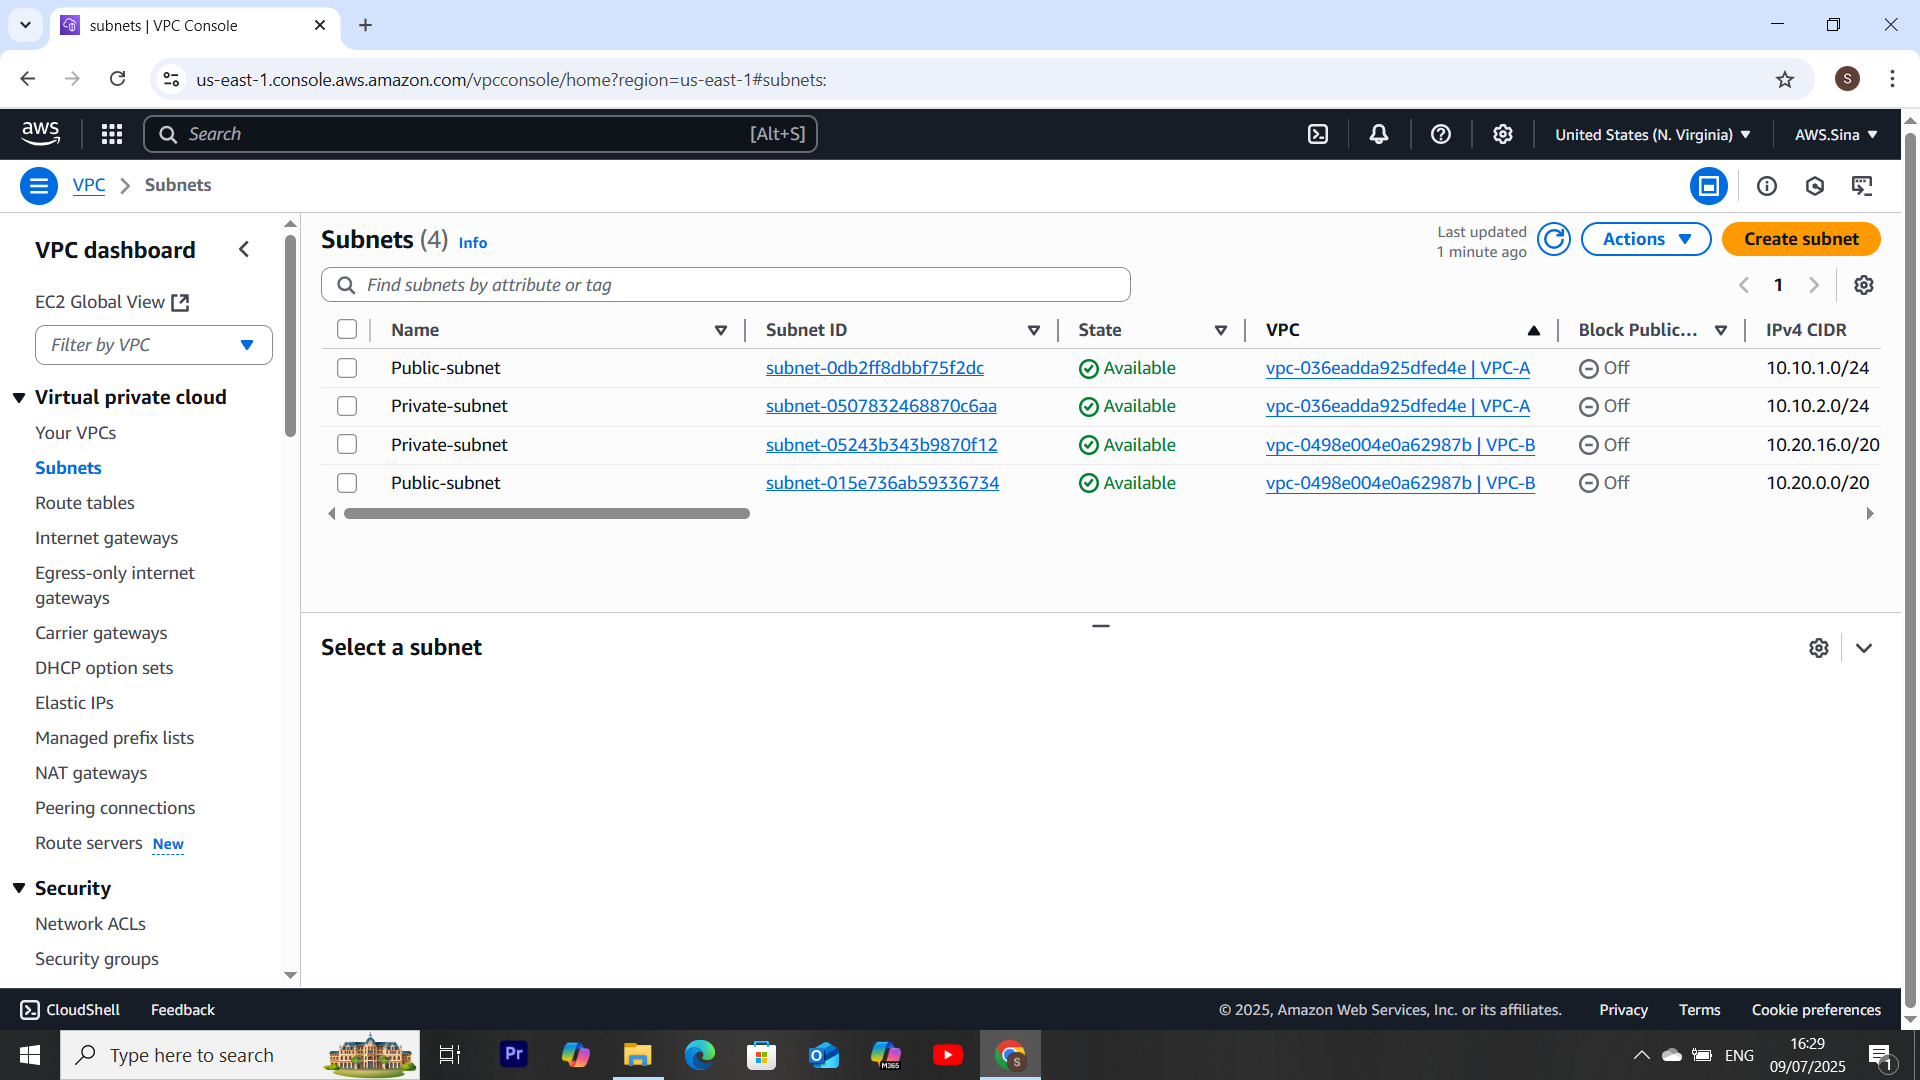 subnets | VPC Console
us-east-1.console.aws.amazon.com/vpcconsole/home?region=us-east-1#subnets:
S
aws
Search
[Alt+S]
United States (N. Virginia)
AWS.Sina
VPC
Subnets
VPC dashboard
EC2 Global View
Filter by VPC
Virtual private cloud
Your VPCs
Subnets
Route tables
Internet gateways
Egress-only internet
gateways
Carrier gateways
DHCP option sets
Elastic IPs
Managed prefix lists
NAT gateways
Peering connections
Route servers New
Security
Network ACLs
Security groups
Subnets (4) Info
Last updated
1 minute ago
Actions
Create subnet
Find subnets by attribute or tag
1
Name Subnet ID State VPC Block Public... IPv4 CIDR
Public-subnet subnet-0db2ff8dbbf75f2dc Available vpc-036eadda925dfed4e | VPC-A Off 10.10.1.0/24
Private-subnet subnet-0507832468870c6aa Available vpc-036eadda925dfed4e | VPC-A Off 10.10.2.0/24
Private-subnet subnet-05243b343b9870f12 Available vpc-0498e004e0a62987b | VPC-B Off 10.20.16.0/20
Public-subnet subnet-015e736ab59336734 Available vpc-0498e004e0a62987b | VPC-B Off 10.20.0.0/20
Select a subnet
CloudShell Feedback © 2025, Amazon Web Services, Inc. or its affiliates. Privacy Terms Cookie preferences
Type here to search
Pr
M365
S
ENG
16:29
09/07/2025
1